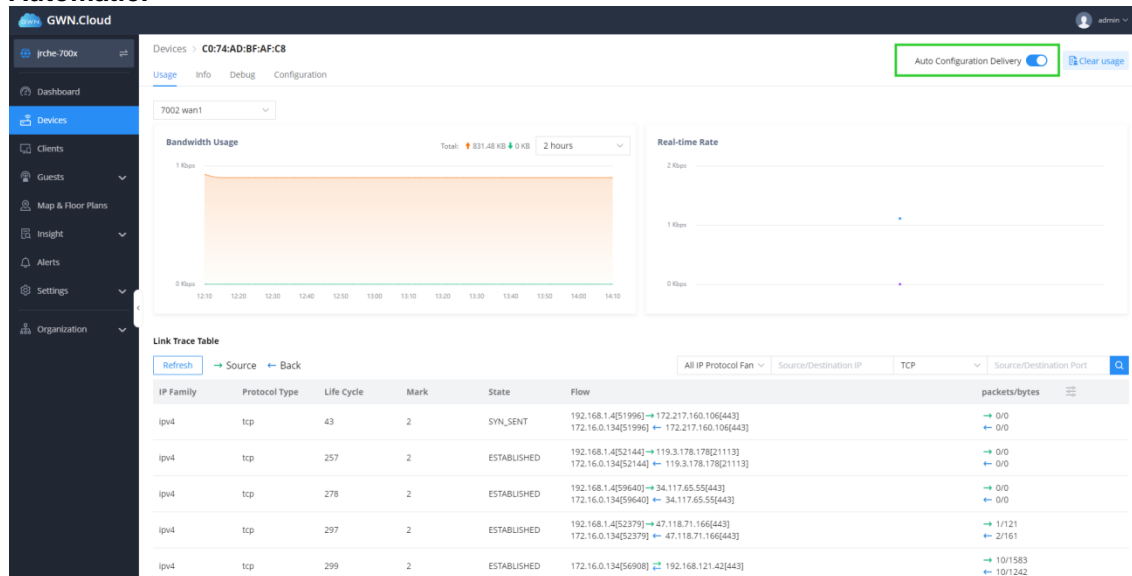 GWN GWN.Cloud
admin
jrche-700x
Devices > C0:74:AD:BF:AF:C8
Auto Configuration Delivery
Clear usage
Usage Info Debug Configuration
Dashboard
Devices
Clients
Guests
Map & Floor Plans
Insight
Alerts
Settings
Organization
7002 wan1
Bandwidth Usage
Total: 831.48 KB 0 KB
2 hours
1 Kbps
0 Kbps
12:10 12:20 12:30 12:40 12:50 13:00 13:10 13:20 13:30 13:40 13:50 14:00 14:10
Real-time Rate
2 Kbps
1 Kbps
0 Kbps
Link Trace Table
Refresh → Source ← Back
All IP Protocol Fan Source/Destination IP TCP Source/Destination Port
IP Family Protocol Type Life Cycle Mark State Flow packets/bytes
ipv4 tcp 43 2 SYN_SENT 192.168.1.4[51996] → 172.217.160.106[443] → 0/0
172.16.0.134[51996] ← 172.217.160.106[443] ← 0/0
ipv4 tcp 257 2 ESTABLISHED 192.168.1.4[52144] → 119.3.178.178[21113] → 0/0
172.16.0.134[52144] ← 119.3.178.178[21113] ← 0/0
ipv4 tcp 278 2 ESTABLISHED 192.168.1.4[59640] → 34.117.65.55[443] → 0/0
172.16.0.134[59640] ← 34.117.65.55[443] ← 0/0
ipv4 tcp 297 2 ESTABLISHED 192.168.1.4[52379] → 47.118.71.166[443] → 1/121
172.16.0.134[52379] ← 47.118.71.166[443] ← 2/161
ipv4 tcp 299 2 ESTABLISHED 172.16.0.134[56908] ⇄ 192.168.121.42[443] → 10/1583
← 10/1242